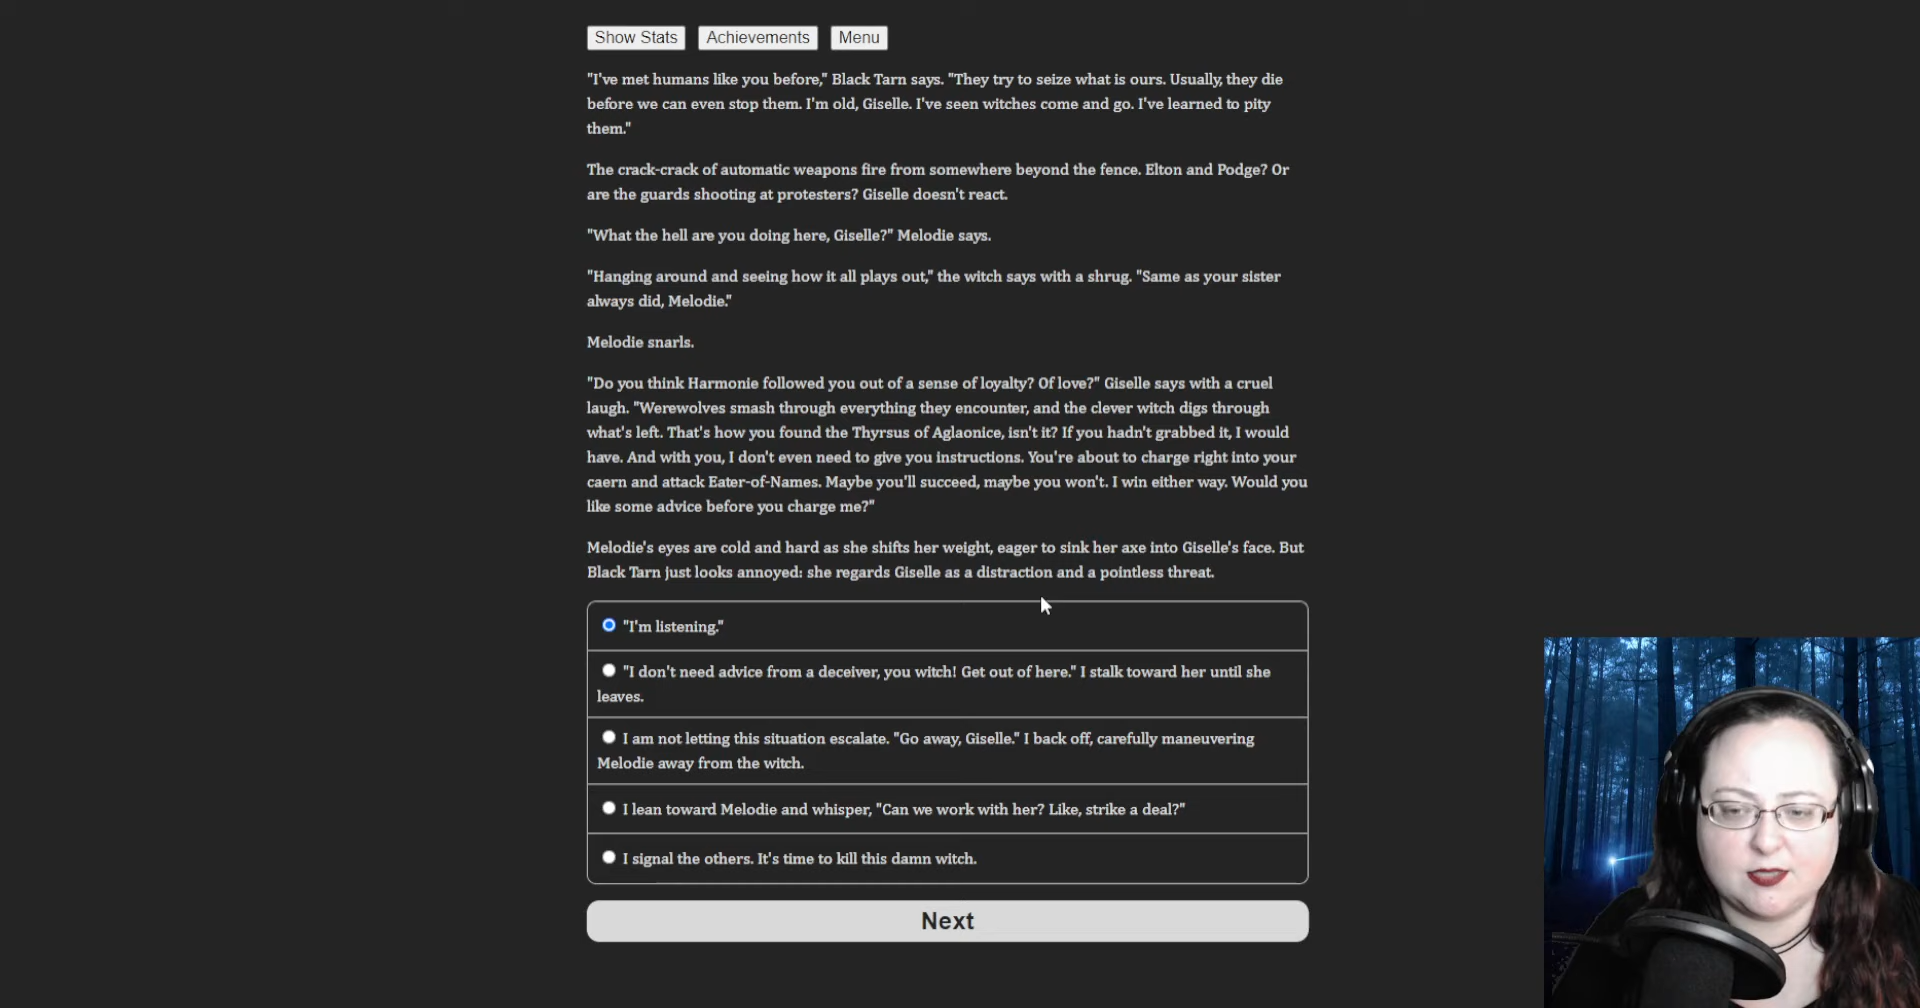 Show Stats Achievements Menu
"I've met humans like you before," Black Tarn says. "They try to seize what is ours. Usually, they die
before we can even stop them. I'm old, Giselle. I've seen witches come and go. I've learned to pity
them."
The crack-crack of automatic weapons fire from somewhere beyond the fence. Elton and Podge? Or
are the guards shooting at protesters? Giselle doesn't react.
"What the hell are you doing here, Giselle?" Melodie says.
"Hanging around and seeing how it all plays out," the witch says with a shrug. "Same as your sister
always did, Melodie."
Melodie snarls.
"Do you think Harmonie followed you out of a sense of loyalty? Of love?" Giselle says with a cruel
laugh. "Werewolves smash through everything they encounter, and the clever witch digs through
what's left. That's how you found the Thyrsus of Aglaonice, isn't it? If you hadn't grabbed it, I would
have. And with you, I don't even need to give you instructions. You're about to charge right into your
caern and attack Eater-of-Names. Maybe you'll succeed, maybe you won't. I win either way. Would you
like some advice before you charge me?"
Melodie's eyes are cold and hard as she shifts her weight, eager to sink her axe into Giselle's face. But
Black Tarn just looks annoyed: she regards Giselle as a distraction and a pointless threat.
"I'm listening."
"I don't need advice from a deceiver, you witch! Get out of here." I stalk toward her until she
leaves.
I am not letting this situation escalate. "Go away, Giselle." I back off, carefully maneuvering
Melodie away from the witch.
I lean toward Melodie and whisper, "Can we work with her? Like, strike a deal?"
I signal the others. It's time to kill this damn witch.
Next